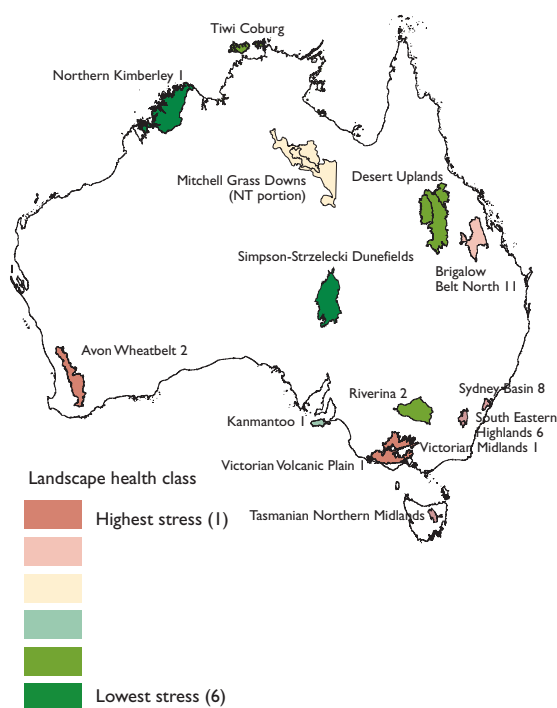 Tiwi Coburg
Northern Kimberley 1
Mitchell Grass Downs
(NT portion)
Desert Uplands
Simpson-Strzelecki Dunefields
Brigalow
Belt North 11
Avon Wheatbelt 2
Riverina 2
Sydney Basin 8
Kanmantoo 1
South Eastern
Highlands 6
Victorian
Midlands 1
Victorian Volcanic Plain 1
Landscape health class
Highest stress (1)
Tasmanian Northern Midlands
Lowest stress (6)